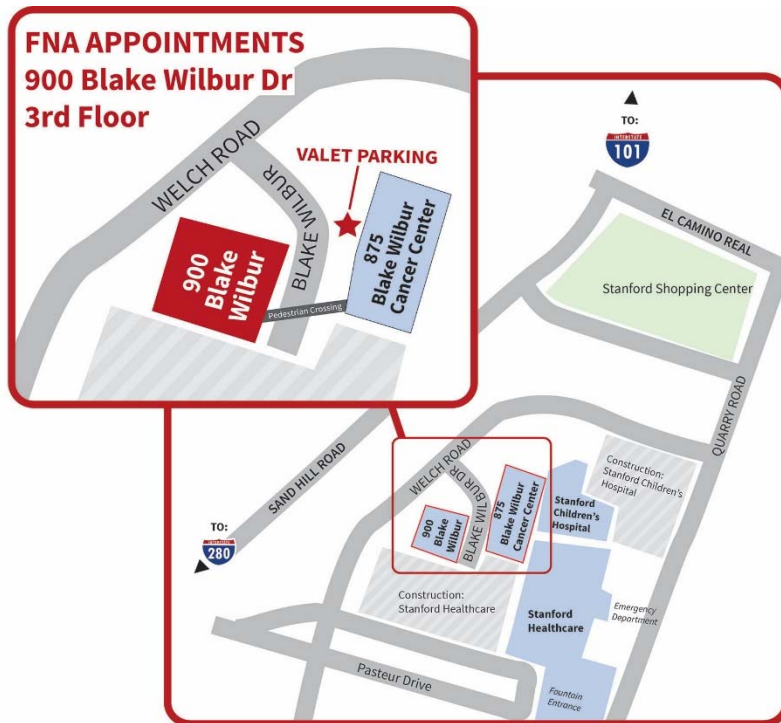 FNA APPOINTMENTS
900 Blake Wilbur Dr
3rd Floor
VALET PARKING
WELCH ROAD
BLAKE WILBUR
900
Blake
Wilbur
875
Blake Wilbur
Cancer Center
Pedestrian Crossing
TO:
INTERSTATE
101
EL CAMINO REAL
Stanford Shopping Center
QUARRY ROAD
SAND HILL ROAD
TO:
INTERSTATE
280
WELCH ROAD
BLAKE WILBUR DR
900
Blake
Wilbur
875
Blake Wilbur
Cancer Center
Stanford
Children's
Hospital
Construction:
Stanford Children's
Hospital
Construction:
Stanford Healthcare
Stanford
Healthcare
Emergency
Department
Pasteur Drive
Fountain
Entrance